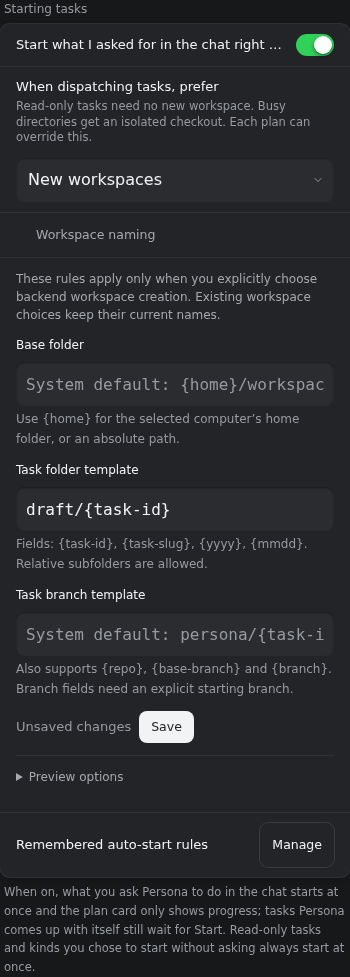 Starting tasks
Start what I asked for in the chat right ...
When dispatching tasks, prefer
Read-only tasks need no new workspace. Busy
directories get an isolated checkout. Each plan can
override this.
New workspaces
Workspace naming
These rules apply only when you explicitly choose
backend workspace creation. Existing workspace
choices keep their current names.
Base folder
System default: {home}/workspac
Use {home} for the selected computer’s home
folder, or an absolute path.
Task folder template
draft/{task-id}
Fields: {task-id}, {task-slug}, {yyyy}, {mmdd}.
Relative subfolders are allowed.
Task branch template
System default: persona/{task-i
Also supports {repo}, {base-branch} and {branch}.
Branch fields need an explicit starting branch.
Unsaved changes Save
Preview options
Remembered auto-start rules Manage
When on, what you ask Persona to do in the chat starts at
once and the plan card only shows progress; tasks Persona
comes up with itself still wait for Start. Read-only tasks
and kinds you chose to start without asking always start at
once.